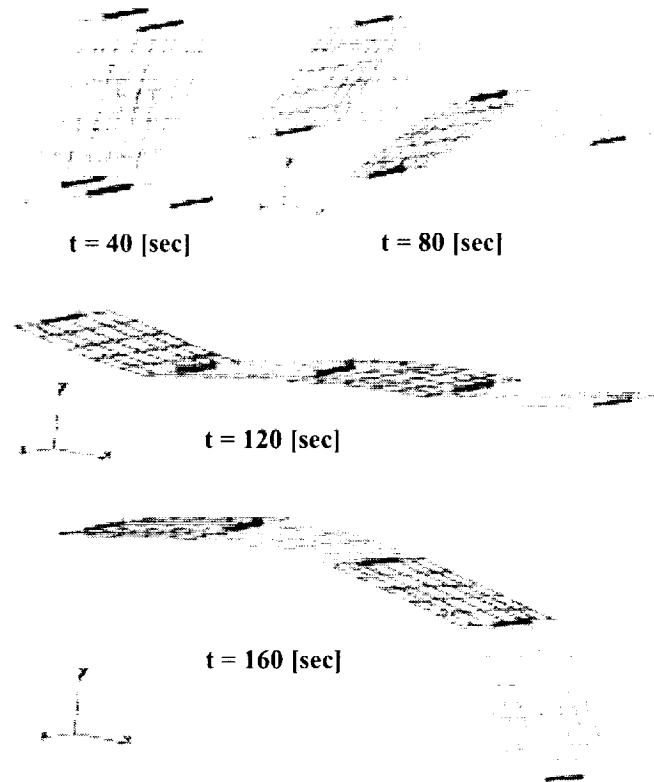 t = 40 [sec]
t = 80 [sec]
t = 120 [sec]
t = 160 [sec]